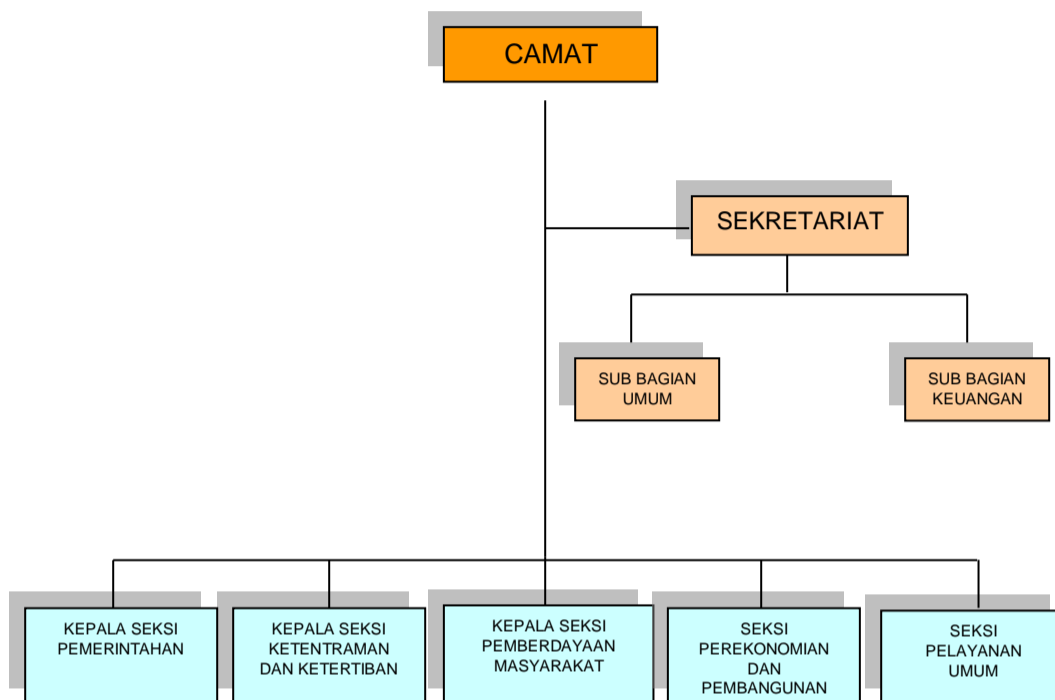 CAMAT
SEKRETARIAT
SUB BAGIAN
UMUM
SUB BAGIAN
KEUANGAN
KEPALA SEKSI
PEMERINTAHAN
KEPALA SEKSI
KETENTRAMAN
DAN KETERTIBAN
KEPALA SEKSI
PEMBERDAYAAN
MASYARAKAT
SEKSI
PEREKONOMIAN
DAN
PEMBANGUNAN
SEKSI
PELAYANAN
UMUM